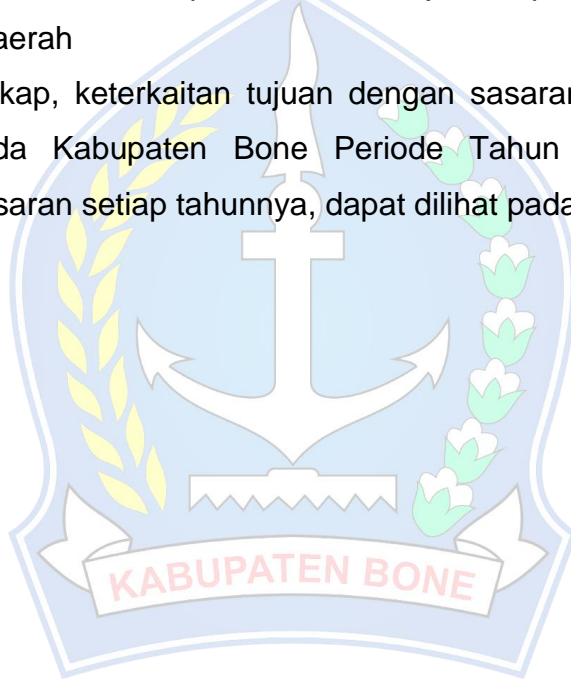 aerah
kap, keterkaitan tujuan dengan sasaran
da Kabupaten Bone Periode Tahun
saran setiap tahunnya, dapat dilihat pada
KABUPATEN BONE